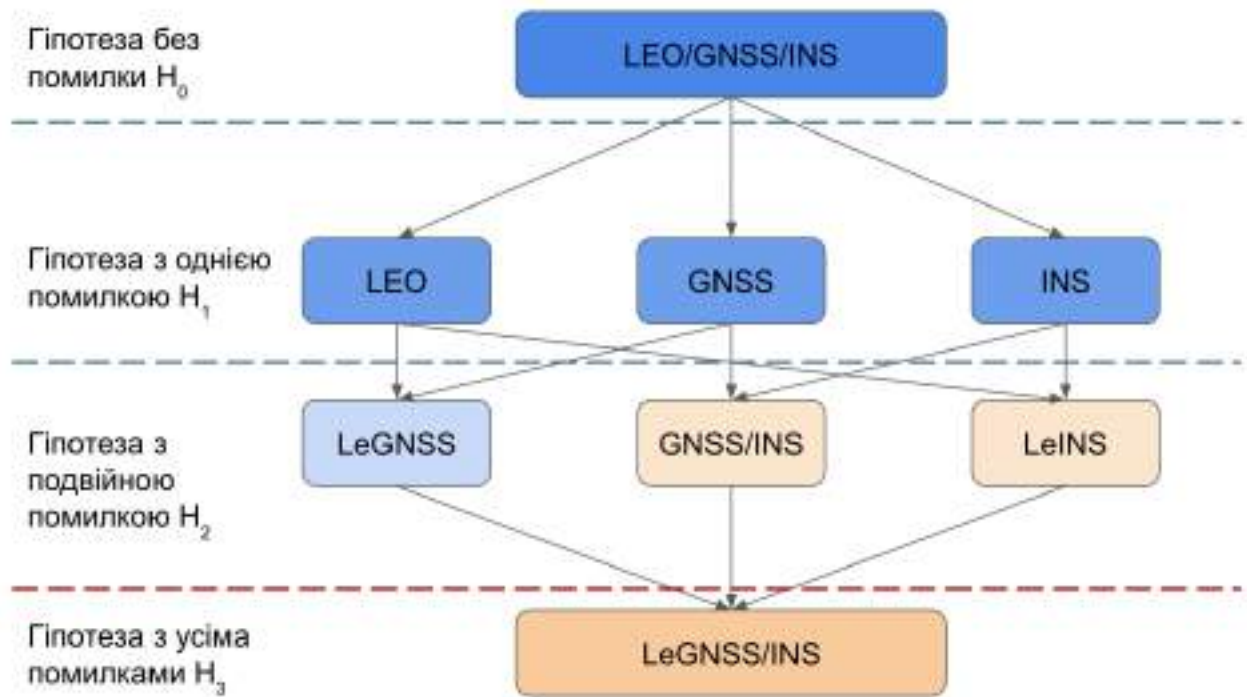 Гіпотеза без
помилки H₀
LEO/GNSS/INS
Гіпотеза з однією
помилкою H₁
LEO
GNSS
INS
Гіпотеза з
подвійною
помилкою H₂
LeGNSS
GNSS/INS
LeINS
Гіпотеза з усіма
помилками H₃
LeGNSS/INS